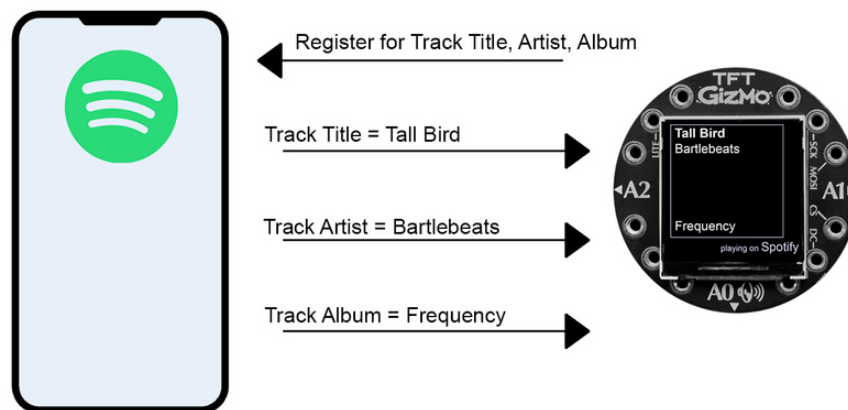 Register for Track Title, Artist, Album
Track Title = Tall Bird
Track Artist = Bartlebeats
Track Album = Frequency
TFT
GIZMO
LITE
SCK
MOSI
A2
A1
CS
DC
A0
Tall Bird
Bartlebeats
Frequency
playing on Spotify